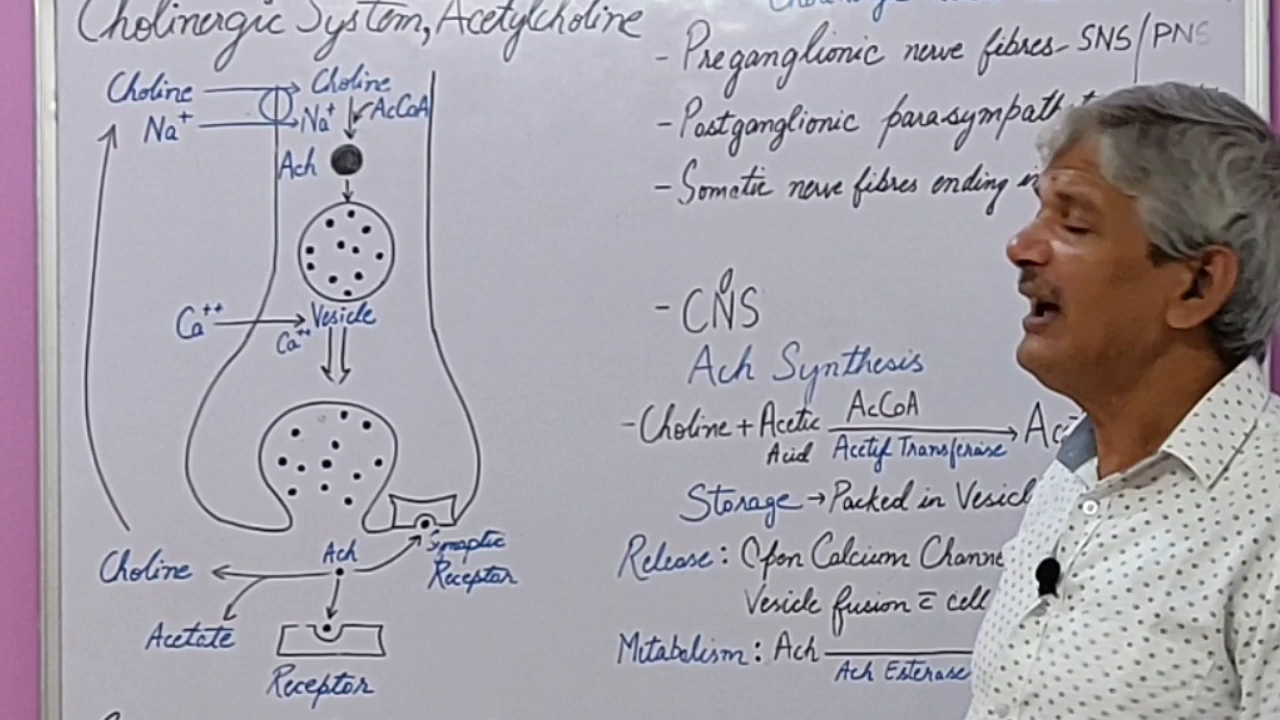 Cholinergic System, Acetylcholine
Choline
Choline
Na+
Na+
AcCoA
Ach
Vesicle
Ca++
Ca++
Ach
Choline
Acetate
Synaptic
Receptor
Receptor
- Preganglionic nerve fibres - SNS/PNS
- Postganglionic parasympath
- Somatic nerve fibres ending in
- CNS
Ach Synthesis
- Choline + Acetic Acid AcCoA Acetyl Transferase → Ac
Storage → Packed in Vesicl
Release : Open Calcium Channe
Vesicle fusion c̄ cell
Metabolism : Ach
Ach Esterase